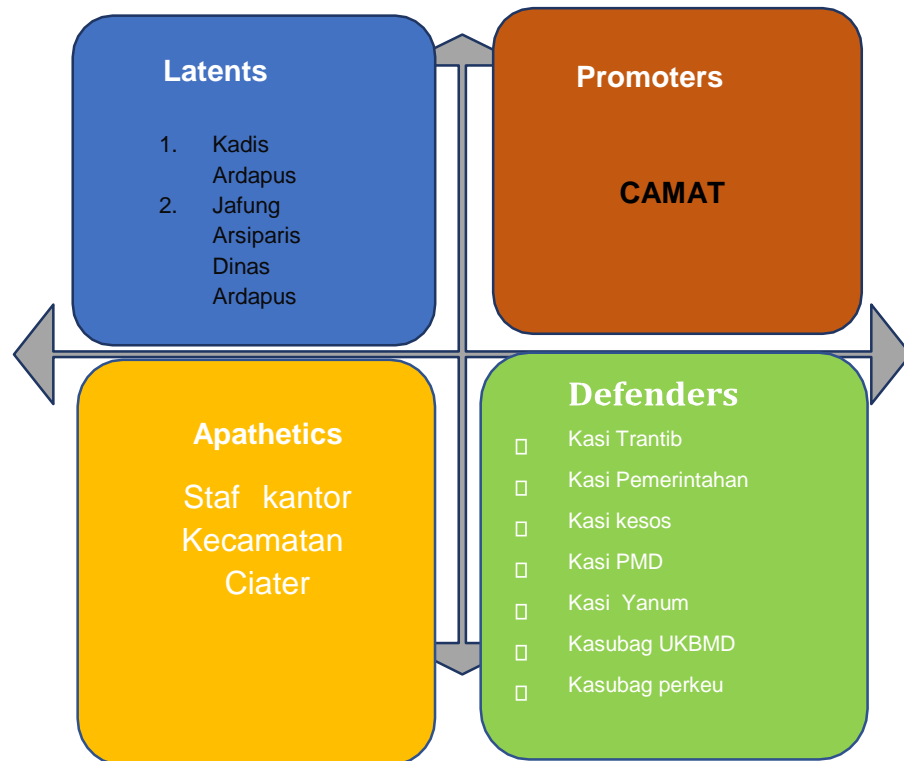 Latents
1. Kadis
Ardapus
2. Jafung
Arsiparis
Dinas
Ardapus
Promoters
CAMAT
Apathetics
Staf kantor
Kecamatan
Ciater
Defenders
Kasi Trantib
Kasi Pemerintahan
Kasi kesos
Kasi PMD
Kasi Yanum
Kasubag UKBMD
Kasubag perkeu